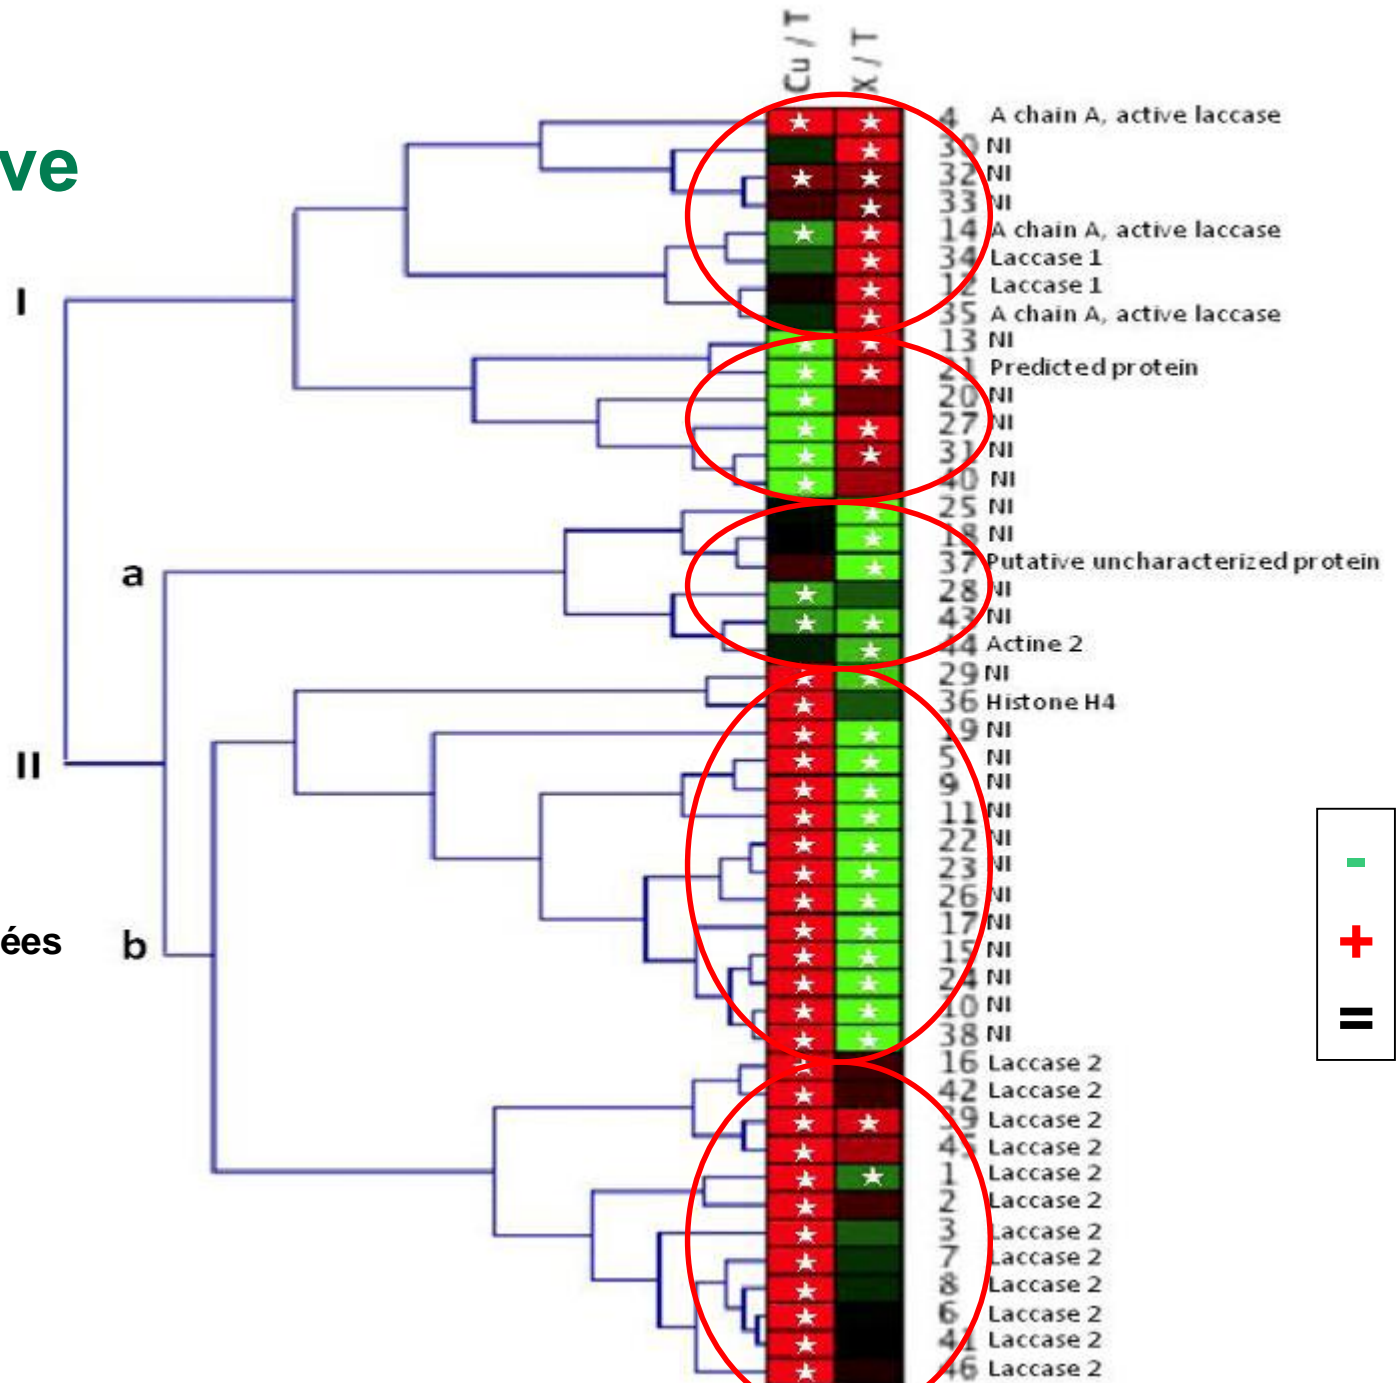 Cu / T
X / T
ve
4 A chain A, active laccase
30 NI
32 NI
33 NI
14 A chain A, active laccase
34 Laccase 1
12 Laccase 1
35 A chain A, active laccase
I
13 NI
21 Predicted protein
20 NI
27 NI
31 NI
40 NI
25 NI
18 NI
37 Putative uncharacterized protein
a
28 NI
43 NI
44 Actine 2
29 NI
36 Histone H4
19 NI
II
5 NI
9 NI
11 NI
22 NI
23 NI
-
26 NI
17 NI
ées
b
+
15 NI
24 NI
10 NI
=
38 NI
16 Laccase 2
42 Laccase 2
39 Laccase 2
45 Laccase 2
1 Laccase 2
2 Laccase 2
3 Laccase 2
7 Laccase 2
8 Laccase 2
6 Laccase 2
41 Laccase 2
46 Laccase 2